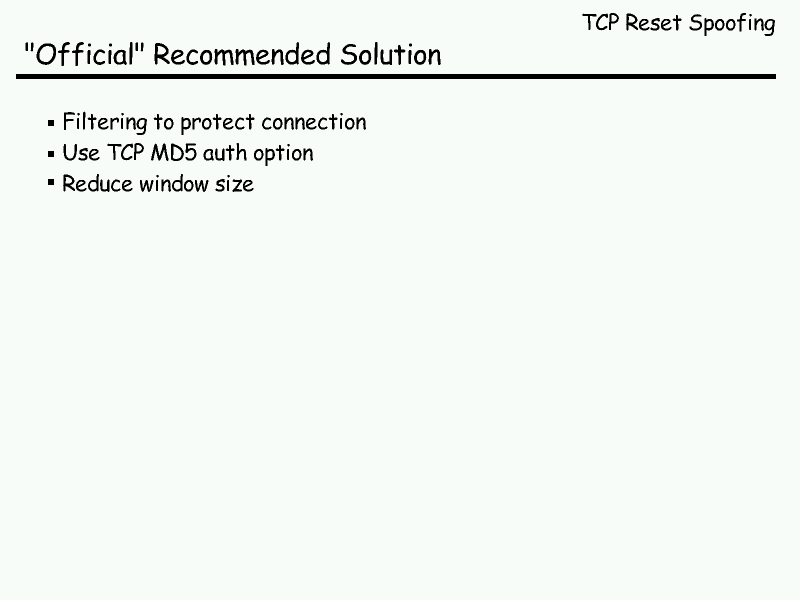 TCP Reset Spoofing
"Official" Recommended Solution
▪ Filtering to protect connection
▪ Use TCP MD5 auth option
▪ Reduce window size